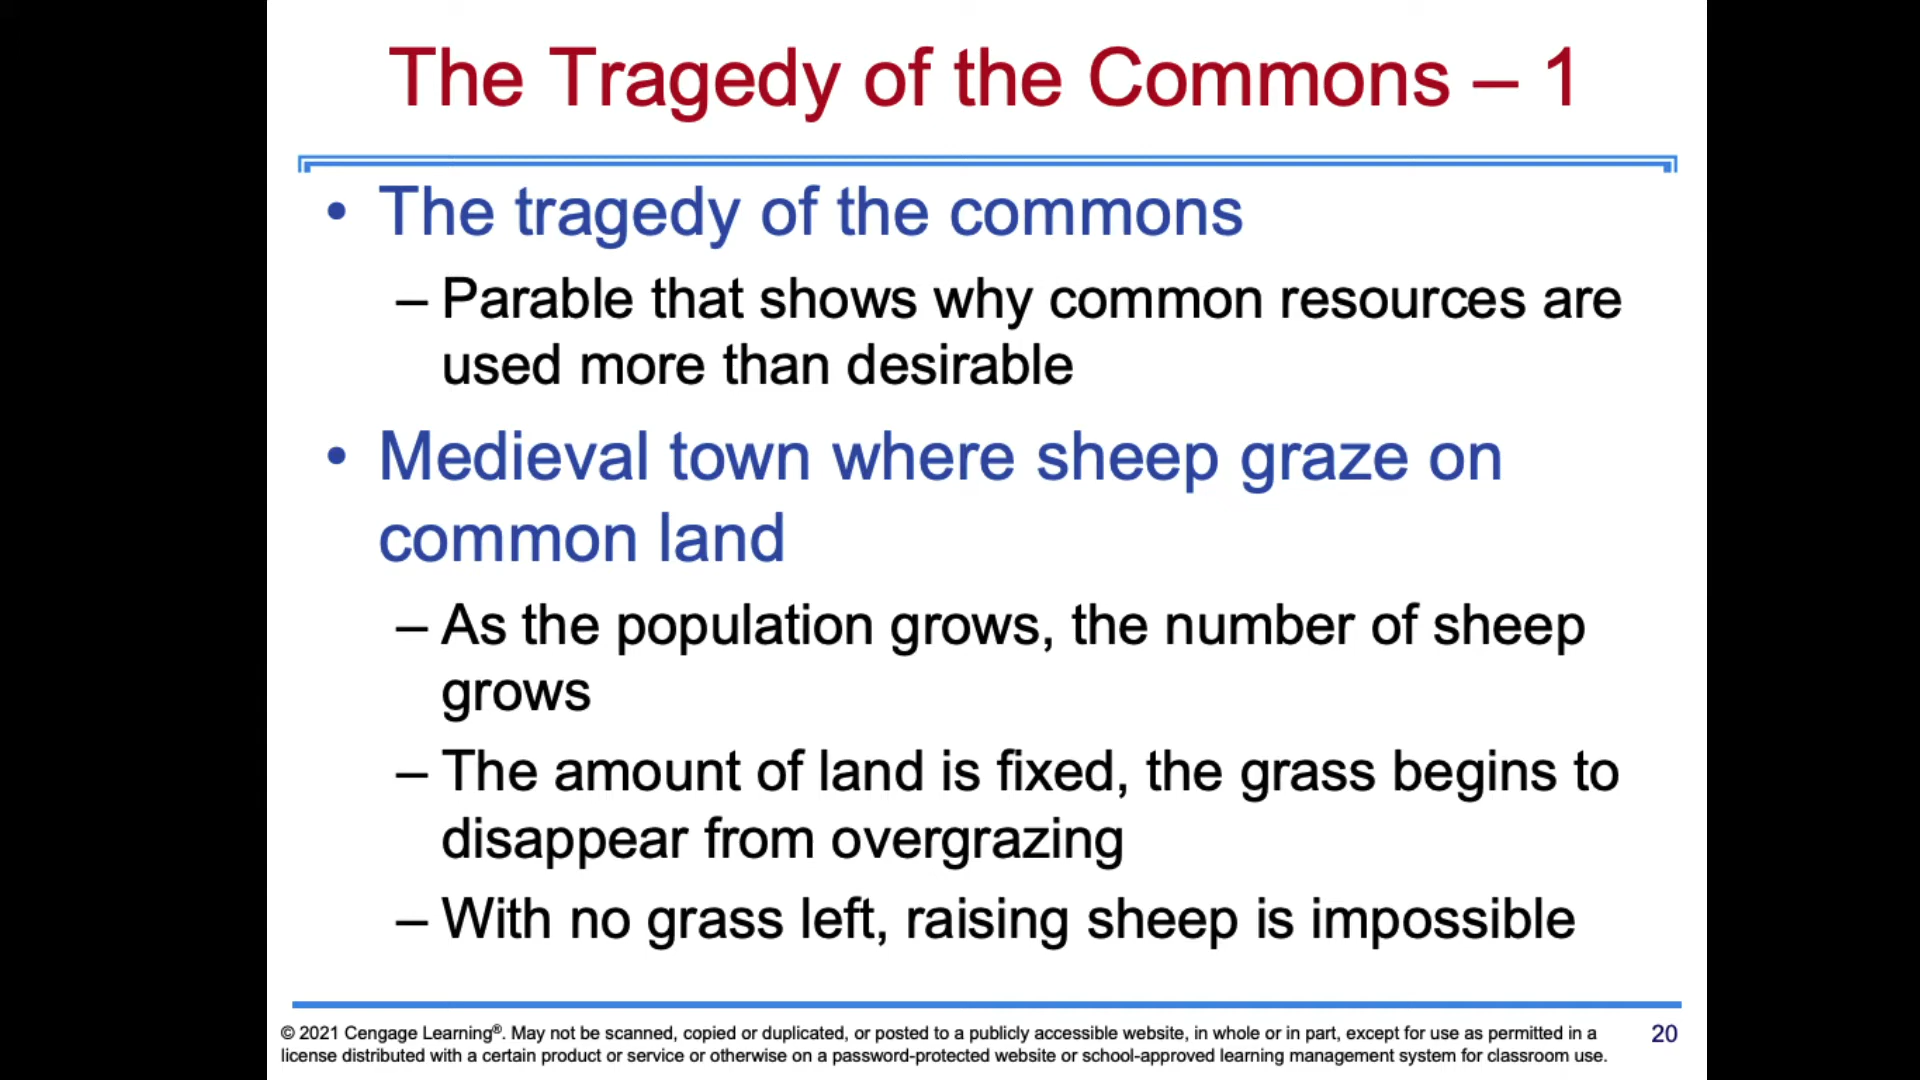 The Tragedy of the Commons – 1
• The tragedy of the commons
– Parable that shows why common resources are
used more than desirable
• Medieval town where sheep graze on
common land
– As the population grows, the number of sheep
grows
– The amount of land is fixed, the grass begins to
disappear from overgrazing
– With no grass left, raising sheep is impossible
© 2021 Cengage Learning®. May not be scanned, copied or duplicated, or posted to a publicly accessible website, in whole or in part, except for use as permitted in a
license distributed with a certain product or service or otherwise on a password-protected website or school-approved learning management system for classroom use.
20